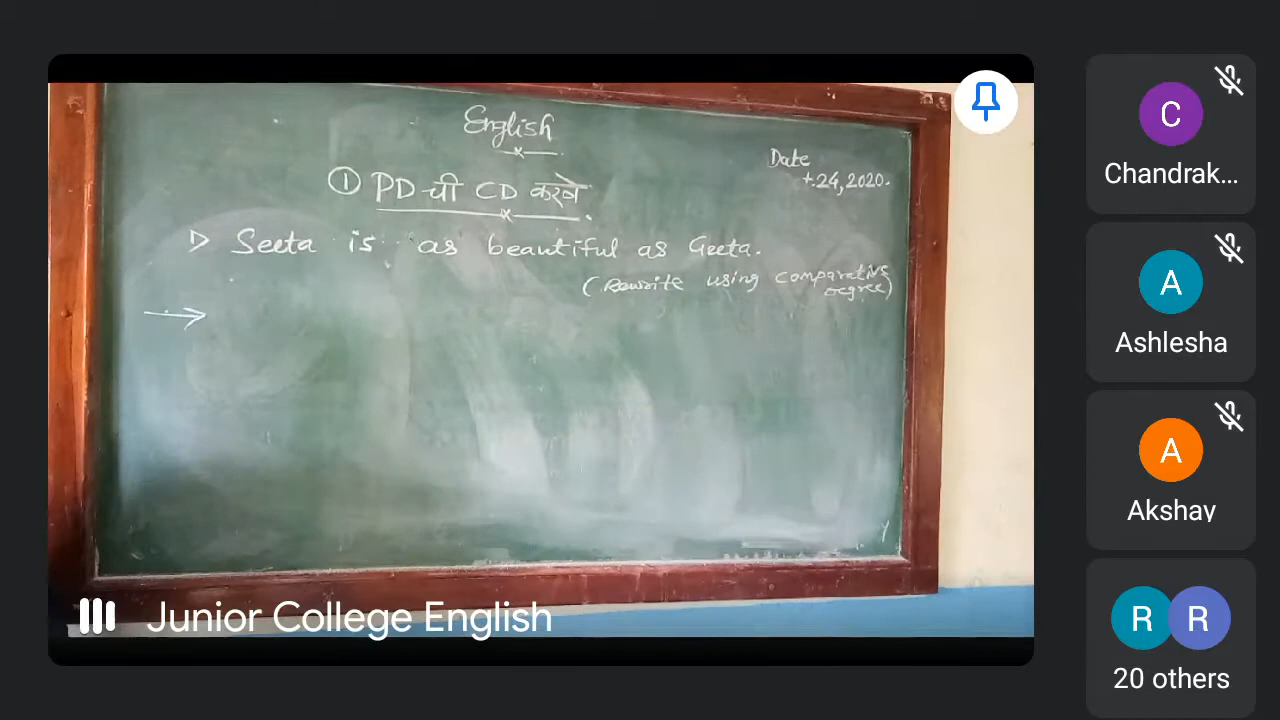 English
① PD ची CD करणे
Date
24, 2020.
1) Seeta is as beautiful as Geeta.
(Rewrite using comparative
Degree)
Junior College English
C
Chandrak...
A
Ashlesha
A
Akshay
R R
20 others